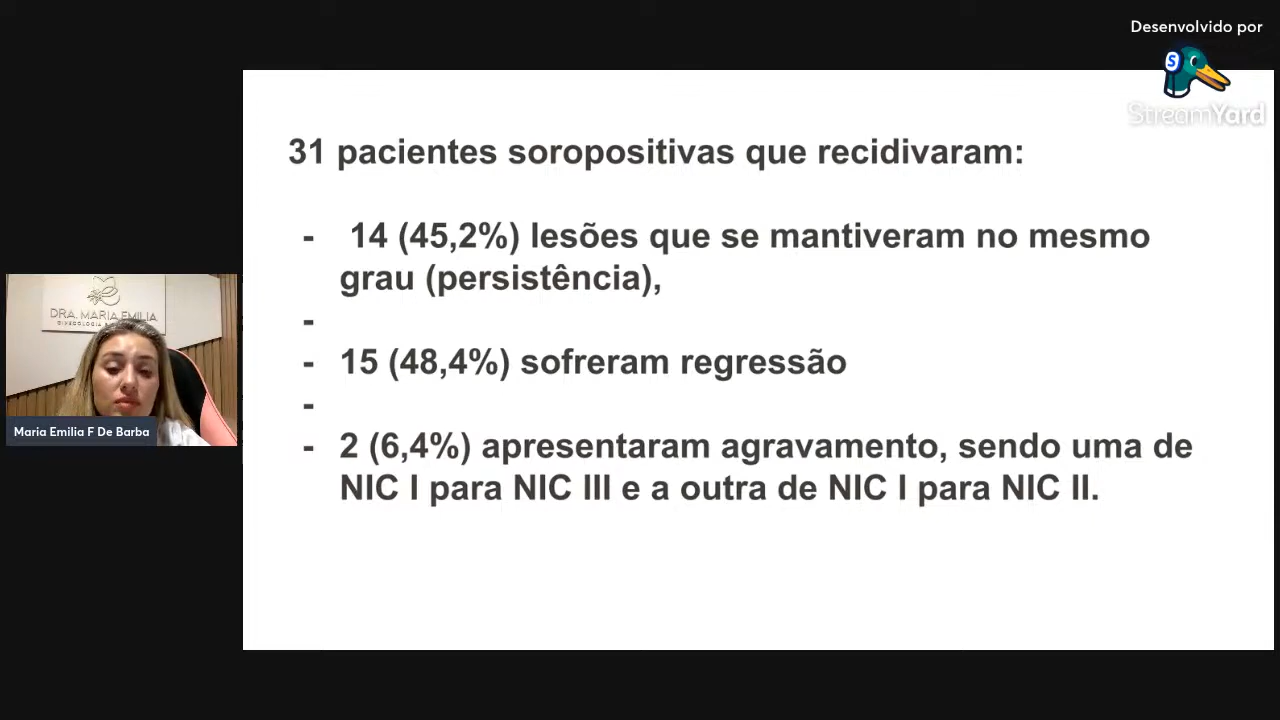 Desenvolvido por
StreamYard
31 pacientes soropositivas que recidivaram:
- 14 (45,2%) lesões que se mantiveram no mesmo
grau (persistência),
-
- 15 (48,4%) sofreram regressão
-
- 2 (6,4%) apresentaram agravamento, sendo uma de
NIC I para NIC III e a outra de NIC I para NIC II.
DRA. MARIA EMILIA
Maria Emilia F De Barba